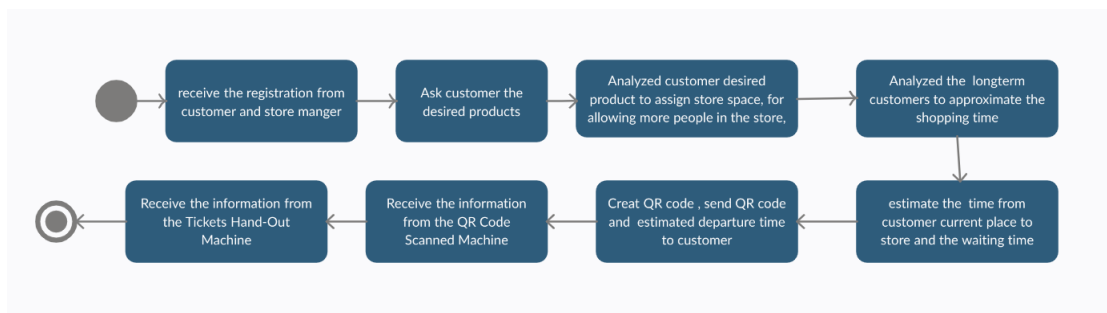 receive the registration from
customer and store manger
Ask customer the
desired products
Analyzed customer desired
product to assign store space, for
allowing more people in the store,
Analyzed the longterm
customers to approximate the
shopping time
estimate the time from
customer current place to
store and the waiting time
Creat QR code , send QR code
and estimated departure time
to customer
Receive the information
from the QR Code
Scanned Machine
Receive the information from
the Tickets Hand-Out
Machine